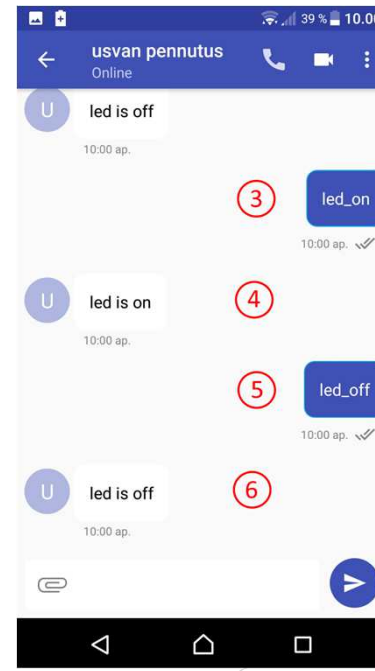 39 % 10.00
usvan pennutus
Online
U
led is off
10:00 ap.
3
led_on
10:00 ap.
U
led is on
4
10:00 ap.
5
led_off
10:00 ap.
U
led is off
6
10:00 ap.